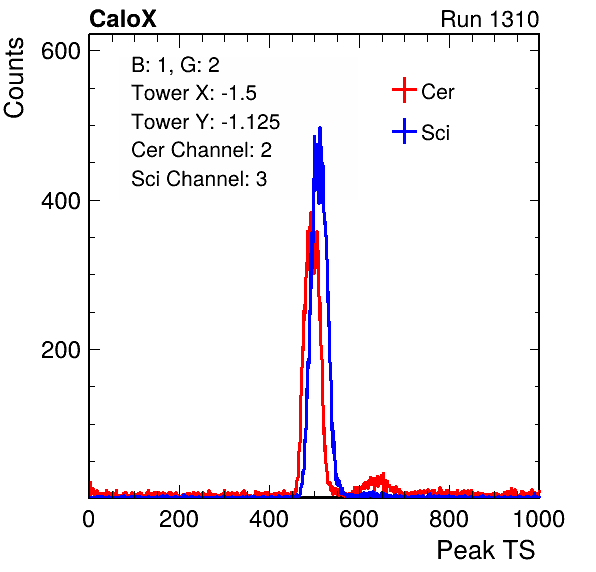 CaloX Run 1310
Counts
B: 1, G: 2
Tower X: -1.5
Tower Y: -1.125
Cer Channel: 2
Sci Channel: 3
Cer
Sci
600
400
200
0 200 400 600 800 1000
Peak TS